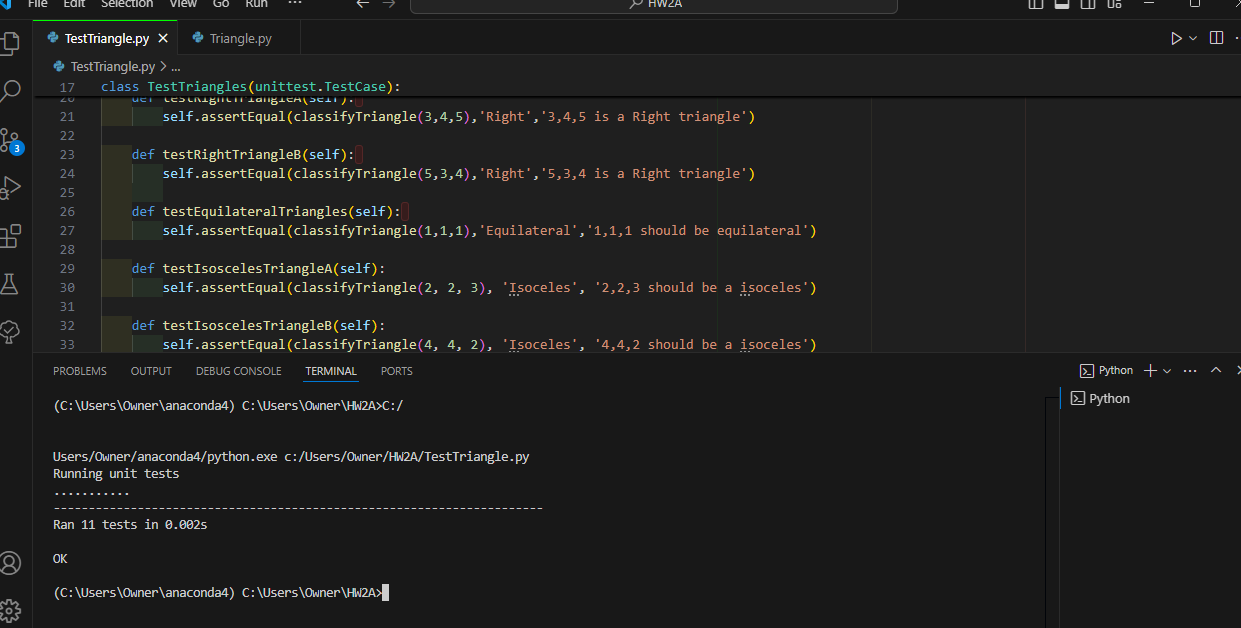 File Edit Selection View Go Run ··· HW2A
TestTriangle.py Triangle.py
TestTriangle.py > ...
17 class TestTriangles(unittest.TestCase):
20 def testRightTriangleA(self):
21 self.assertEqual(classifyTriangle(3,4,5),'Right','3,4,5 is a Right triangle')
22
23 def testRightTriangleB(self):
24 self.assertEqual(classifyTriangle(5,3,4),'Right','5,3,4 is a Right triangle')
25
26 def testEquilateralTriangles(self):
27 self.assertEqual(classifyTriangle(1,1,1),'Equilateral','1,1,1 should be equilateral')
28
29 def testIsoscelesTriangleA(self):
30 self.assertEqual(classifyTriangle(2, 2, 3), 'Isoceles', '2,2,3 should be a isoceles')
31
32 def testIsoscelesTriangleB(self):
33 self.assertEqual(classifyTriangle(4, 4, 2), 'Isoceles', '4,4,2 should be a isoceles')
3
PROBLEMS OUTPUT DEBUG CONSOLE TERMINAL PORTS Python
Python
(C:\Users\Owner\anaconda4) C:\Users\Owner\HW2A>C:/
Users/Owner/anaconda4/python.exe c:/Users/Owner/HW2A/TestTriangle.py
Running unit tests
...........
----------------------------------------------------------------------
Ran 11 tests in 0.002s
OK
(C:\Users\Owner\anaconda4) C:\Users\Owner\HW2A>